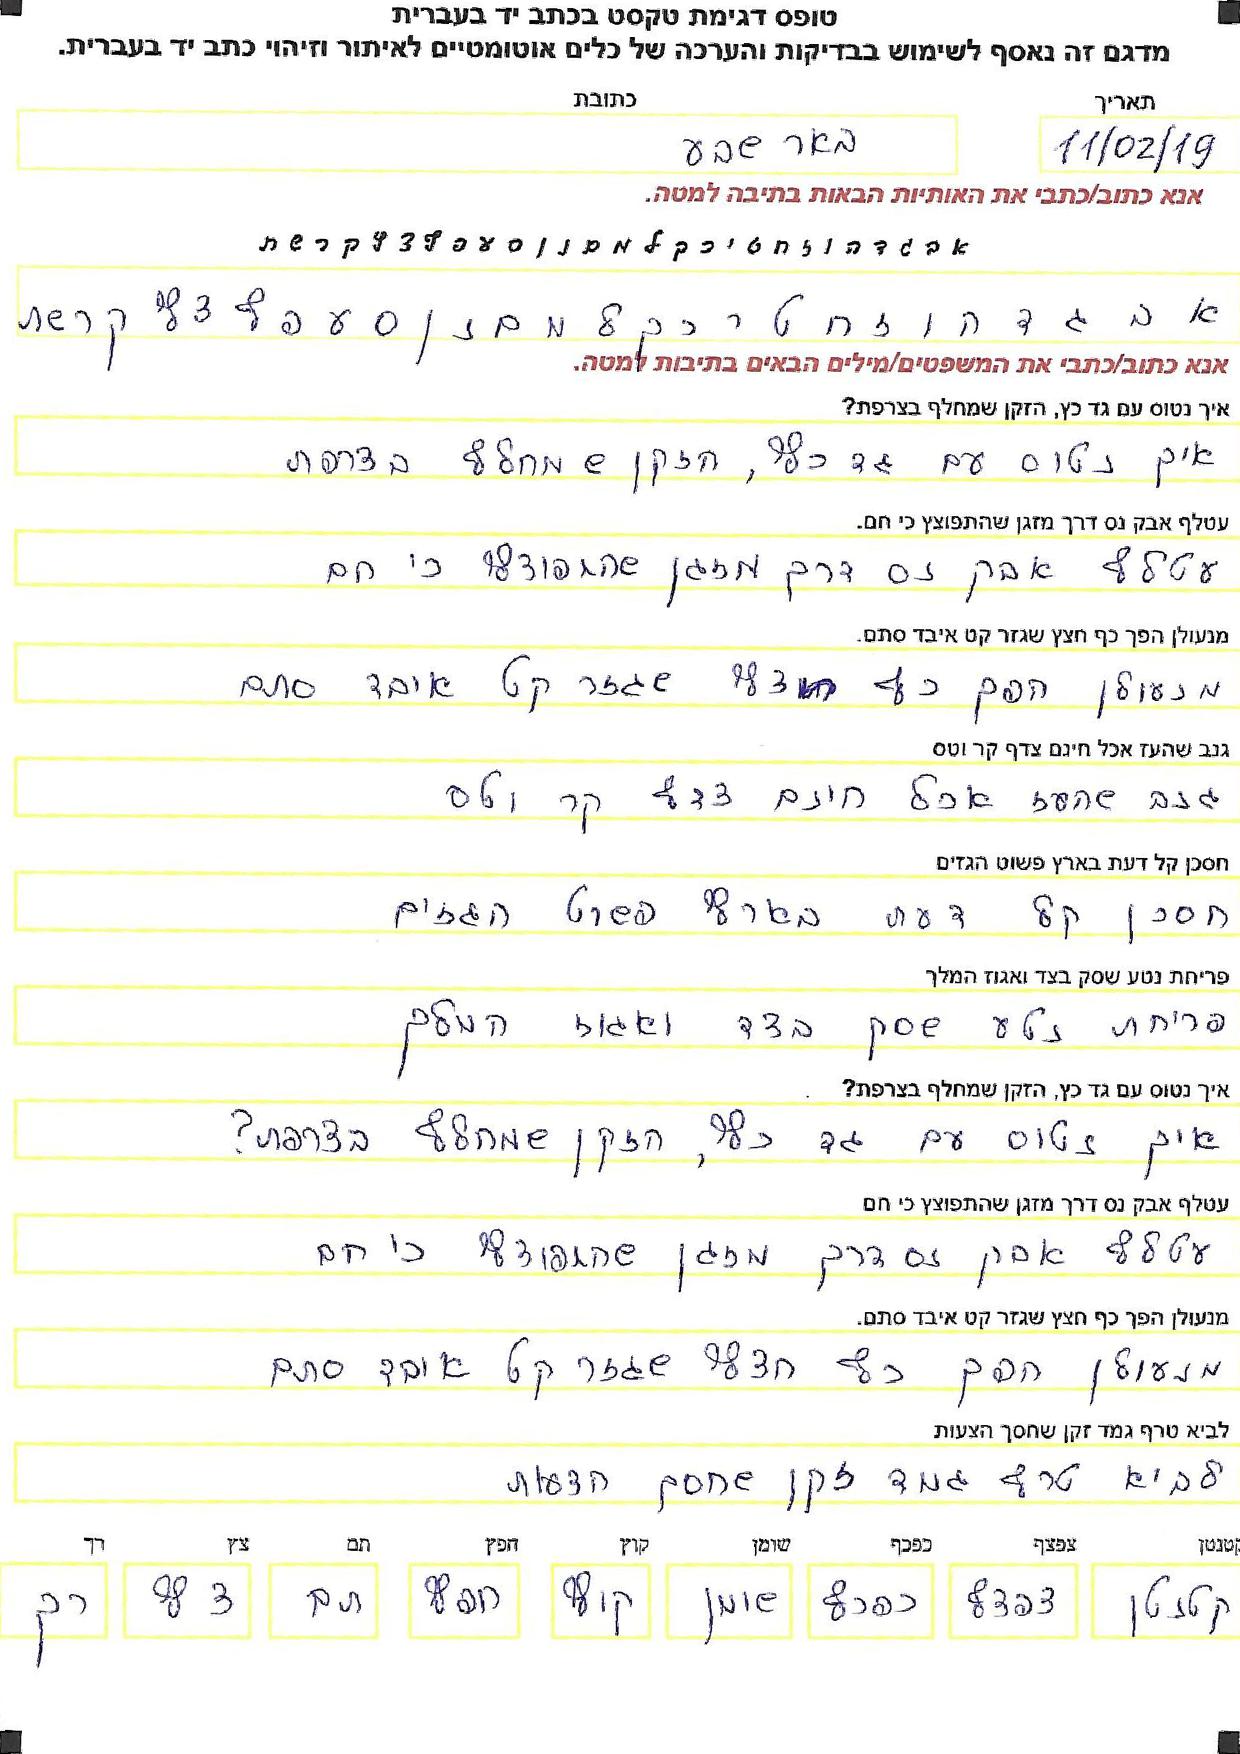 טופס דגימת טקסט בכתב יד בעברית
מדגם זה נאסף לשימוש בבדיקות והערכה של כלים אוטומטיים לאיתור וזיהוי כתב יד בעברית.
תאריך כתובת
11/02/19 באר שבע
אנא כתוב/כתבי את האותיות הבאות בתיבה למטה.
א ב ג ד ה ו ז ח ט י כ ך ל מ ם נ ן ס ע פ ף צ ץ ק ר ש ת
א ב ג ד ה ו ז ח ט י כ ך ל מ ם נ ן ס ע פ ף צ ץ ק ר ש ת
אנא כתוב/כתבי את המשפטים/מילים הבאים בתיבות למטה.
איך נטוס עם גד כץ, הזקן שמחלף בצרפת?
איך נטוס עם גד כץ, הזקן שמחלף בצרפת
עטלף אבק נס דרך מזגן שהתפוצץ כי חם.
עטלף אבק נס דרך מזגן שהתפוצץ כי חם
מנעולן הפך כף חצץ שגזר קט איבד סתם.
מנעולן הפך כף חצץ שגזר קט איבד סתם
גנב שהעז אכל חינם צדף קר וטס
גנב שהעז אכל חינם צדף קר וטס
חסכן קל דעת בארץ פשוט הגזים
חסכן קל דעת בארץ פשוט הגזים
פריחת נטע שסק בצד ואגוז המלך
פריחת נטע שסק בצד ואגוז המלך
איך נטוס עם גד כץ, הזקן שמחלף בצרפת?
איך נטוס עם גד כץ, הזקן שמחלף בצרפת?
עטלף אבק נס דרך מזגן שהתפוצץ כי חם
עטלף אבק נס דרך מזגן שהתפוצץ כי חם
מנעולן הפך כף חצץ שגזר קט איבד סתם.
מנעולן הפך כף חצץ שגזר קט איבד סתם
לביא טרף גמד זקן שחסך הצעות
לביא טרף גמד זקן שחסך הצעות
קטנטן צפצף כפכף שומן קוץ חפץ תם צץ רך
קטנטן צפצף כפכף שומן קוץ חפץ תם צץ רך